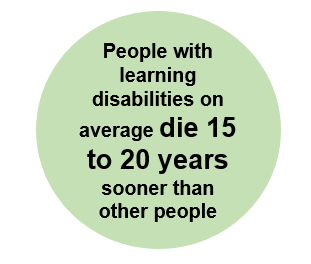 People with
learning
disabilities on
average die 15
to 20 years
sooner than
other people